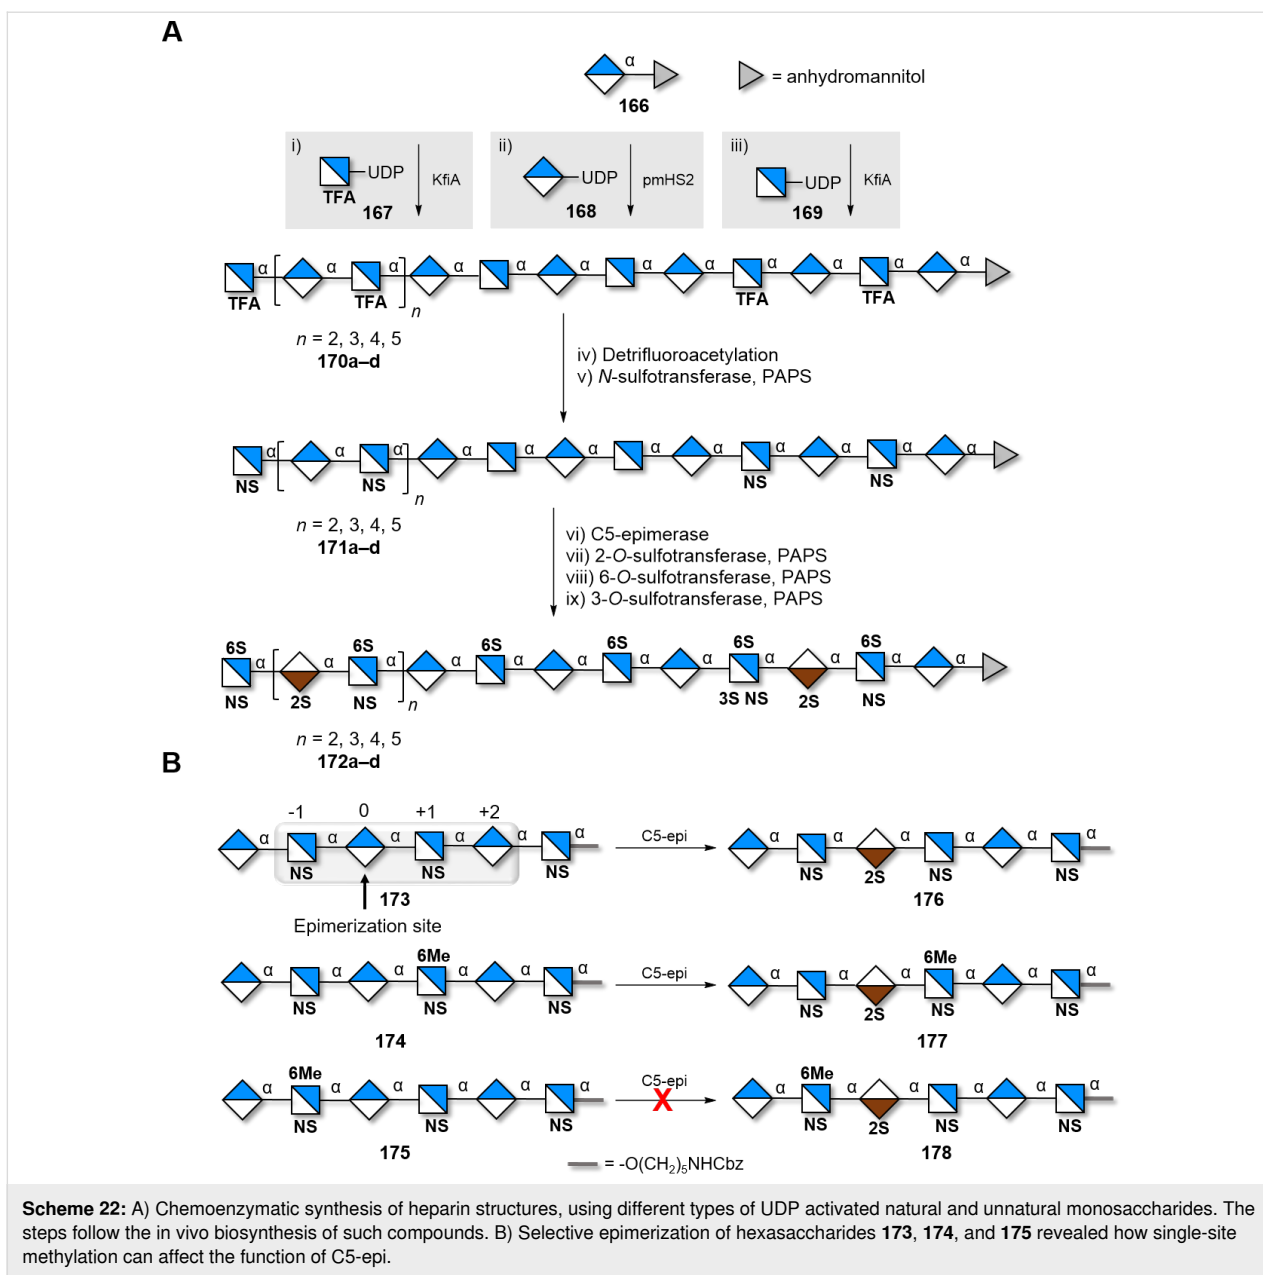 A
α
166
= anhydromannitol
i)
UDP
TFA
167
KfiA
ii)
UDP
168
pmHS2
iii)
UDP
169
KfiA
α α α α α α α α α α α α
TFA TFA n TFA TFA
n = 2, 3, 4, 5
170a–d
iv) Detrifluoroacetylation
v) N-sulfotransferase, PAPS
α α α α α α α α α α α α
NS NS n NS NS
n = 2, 3, 4, 5
171a–d
vi) C5-epimerase
vii) 2-O-sulfotransferase, PAPS
viii) 6-O-sulfotransferase, PAPS
ix) 3-O-sulfotransferase, PAPS
6S 6S 6S 6S 6S 6S
α α α α α α α α α α α α
NS 2S NS n 3S NS 2S NS
n = 2, 3, 4, 5
172a–d
B
-1 0 +1 +2
α α α α α α C5-epi α α α α α α
NS NS NS NS 2S NS NS
173 176
Epimerization site
6Me 6Me
α α α α α α C5-epi α α α α α α
NS NS NS NS 2S NS NS
174 177
6Me 6Me
α α α α α α C5-epi α α α α α α
X
NS NS NS NS 2S NS NS
175 178
= -O(CH2)5NHCbz
Scheme 22: A) Chemoenzymatic synthesis of heparin structures, using different types of UDP activated natural and unnatural monosaccharides. The
steps follow the in vivo biosynthesis of such compounds. B) Selective epimerization of hexasaccharides 173, 174, and 175 revealed how single-site
methylation can affect the function of C5-epi.